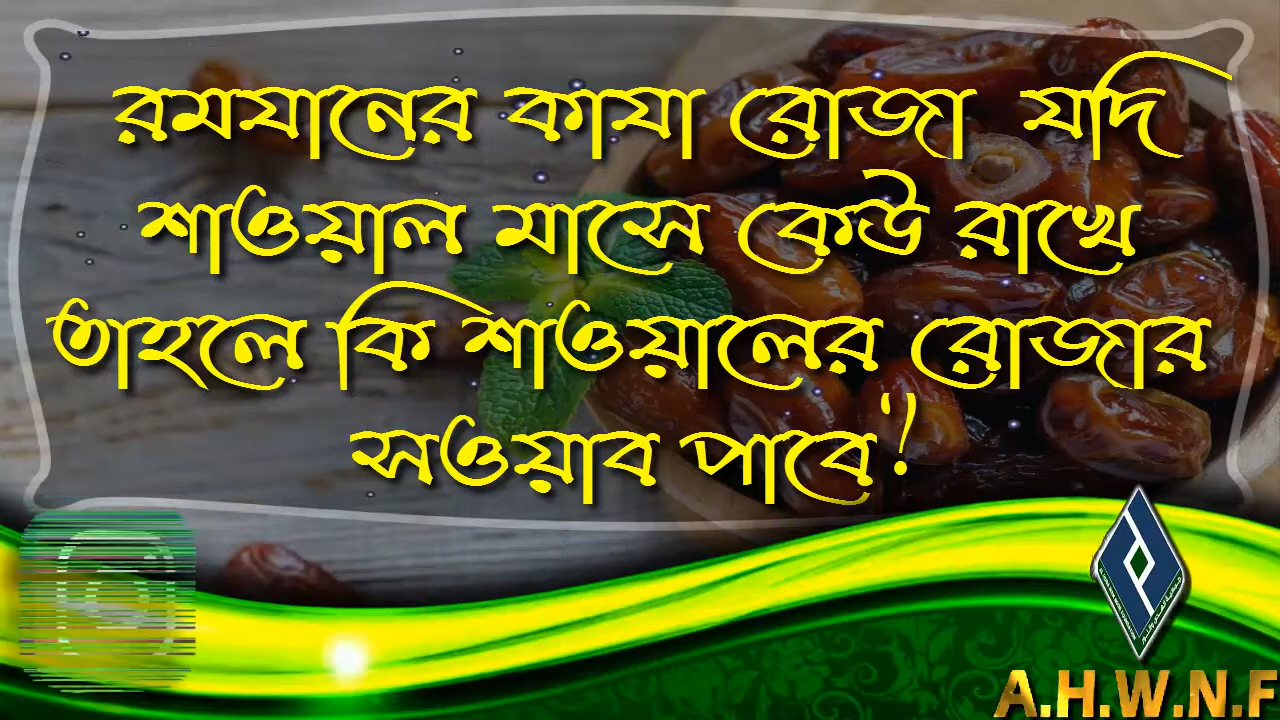 রমযানের কাযা রোজা যদি
শাওয়াল মাসে কেউ রাখে
তাহলে কি শাওয়ালের রোজার
সওয়াব পাবে?
A.H.W.N.F